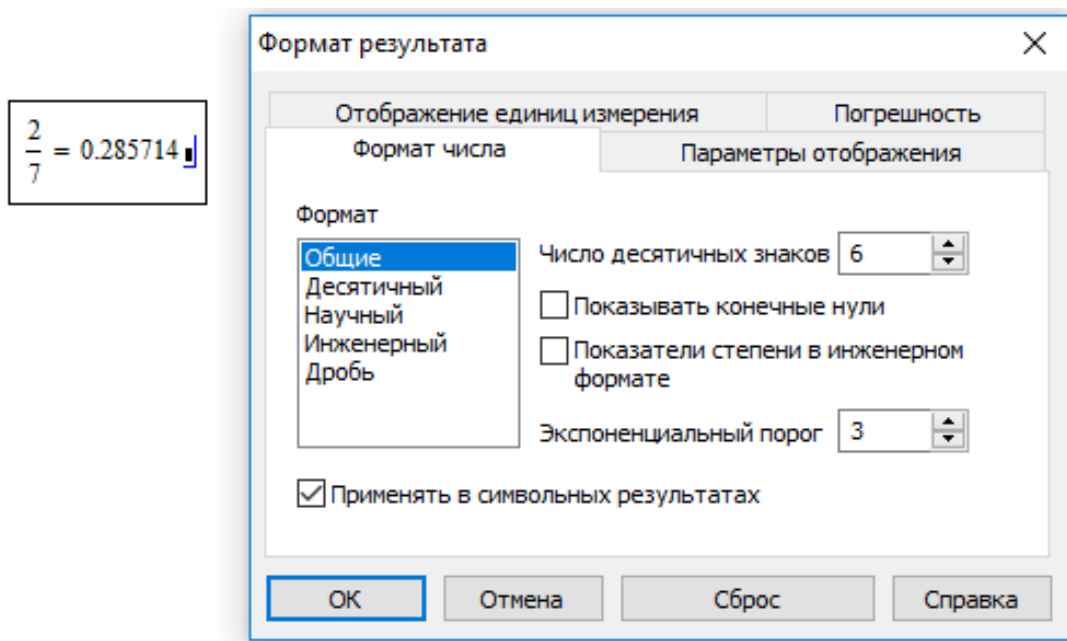 2/7 = 0.285714
Формат результата
Отображение единиц измерения
Погрешность
Формат числа
Параметры отображения
Формат
Общие
Десятичный
Научный
Инженерный
Дробь
Число десятичных знаков 6
Показывать конечные нули
Показатели степени в инженерном
формате
Экспоненциальный порог 3
Применять в символьных результатах
ОК
Отмена
Сброс
Справка